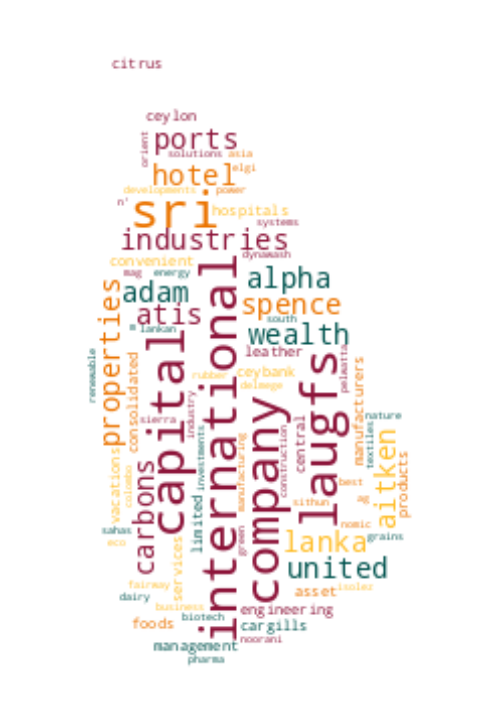 citrus
ceylon
orient
ports
solutions
asia
hotel
elgi
developments
power
n'
sri
hospitals
systems
industries
dynawash
convenient
mag
energy
adam
alpha
properties
atis
spence
south
m
lankan
wealth
leather
renewable
consolidated
capital
international
laugfs
pelwatta
rubber
ceybank
delmege
manufacturers
sierra
industry
company
nature
textiles
central
construction
manufacturing
investments
vacations
colombo
carbons
aitken
products
best
ag
sithun
limited
sahas
eco
green
nomic
grains
lanka
services
united
fairway
dairy
asset
business
biotech
engineering
foods
cargills
management
noorani
pharma